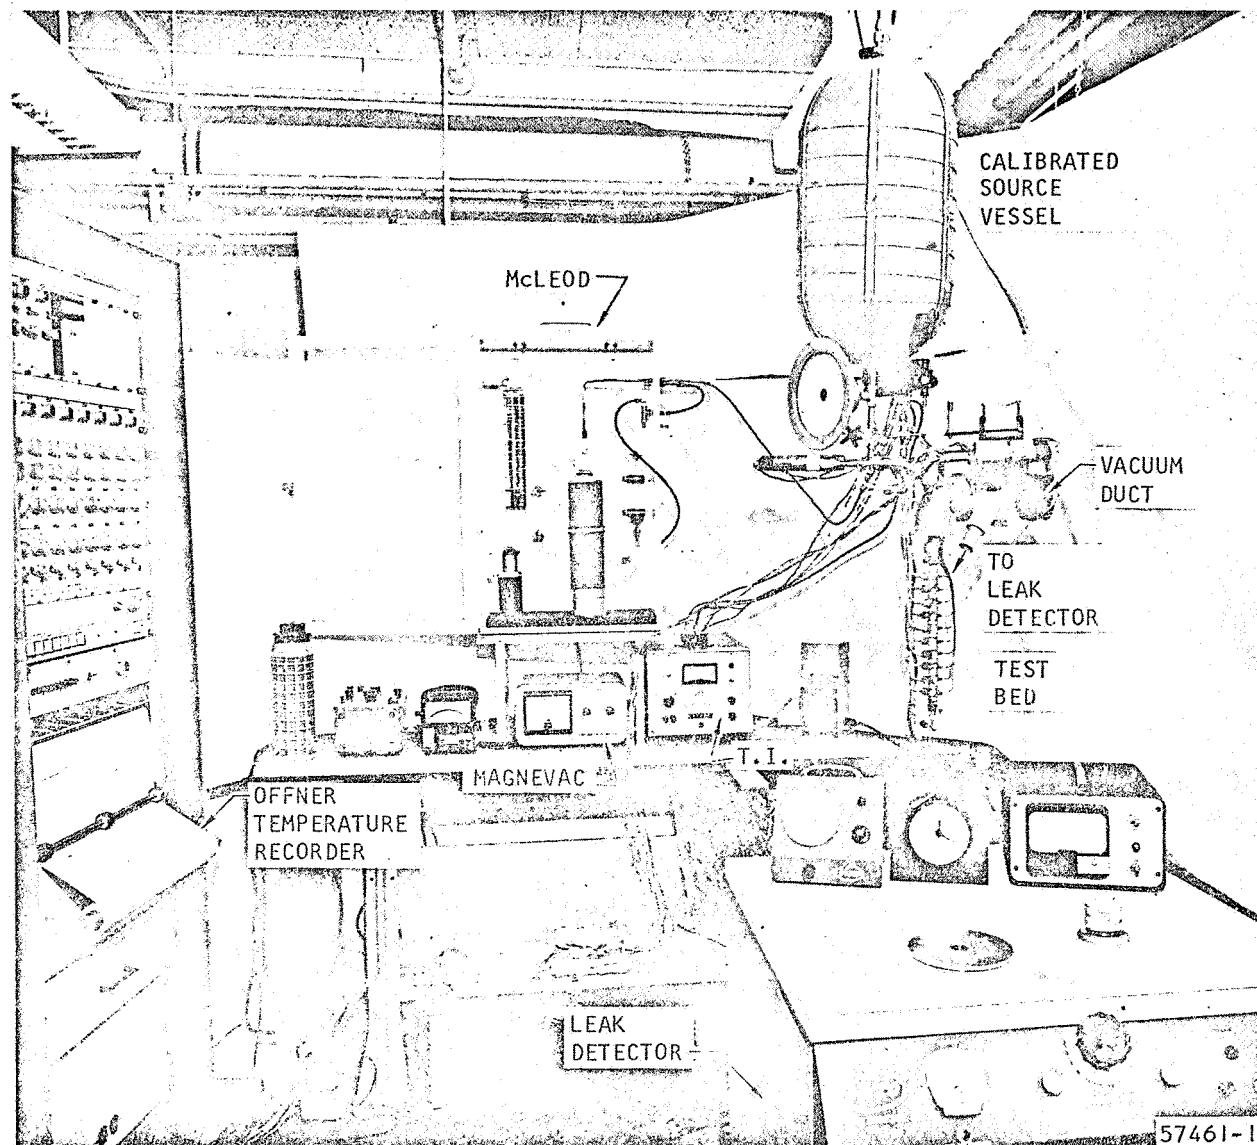 CALIBRATED
SOURCE
VESSEL
McLEOD
VACUUM
DUCT
TO
LEAK
DETECTOR
TEST
BED
T.I.
MAGNEVAC
OFFNER
TEMPERATURE
RECORDER
LEAK
DETECTOR
57461-1